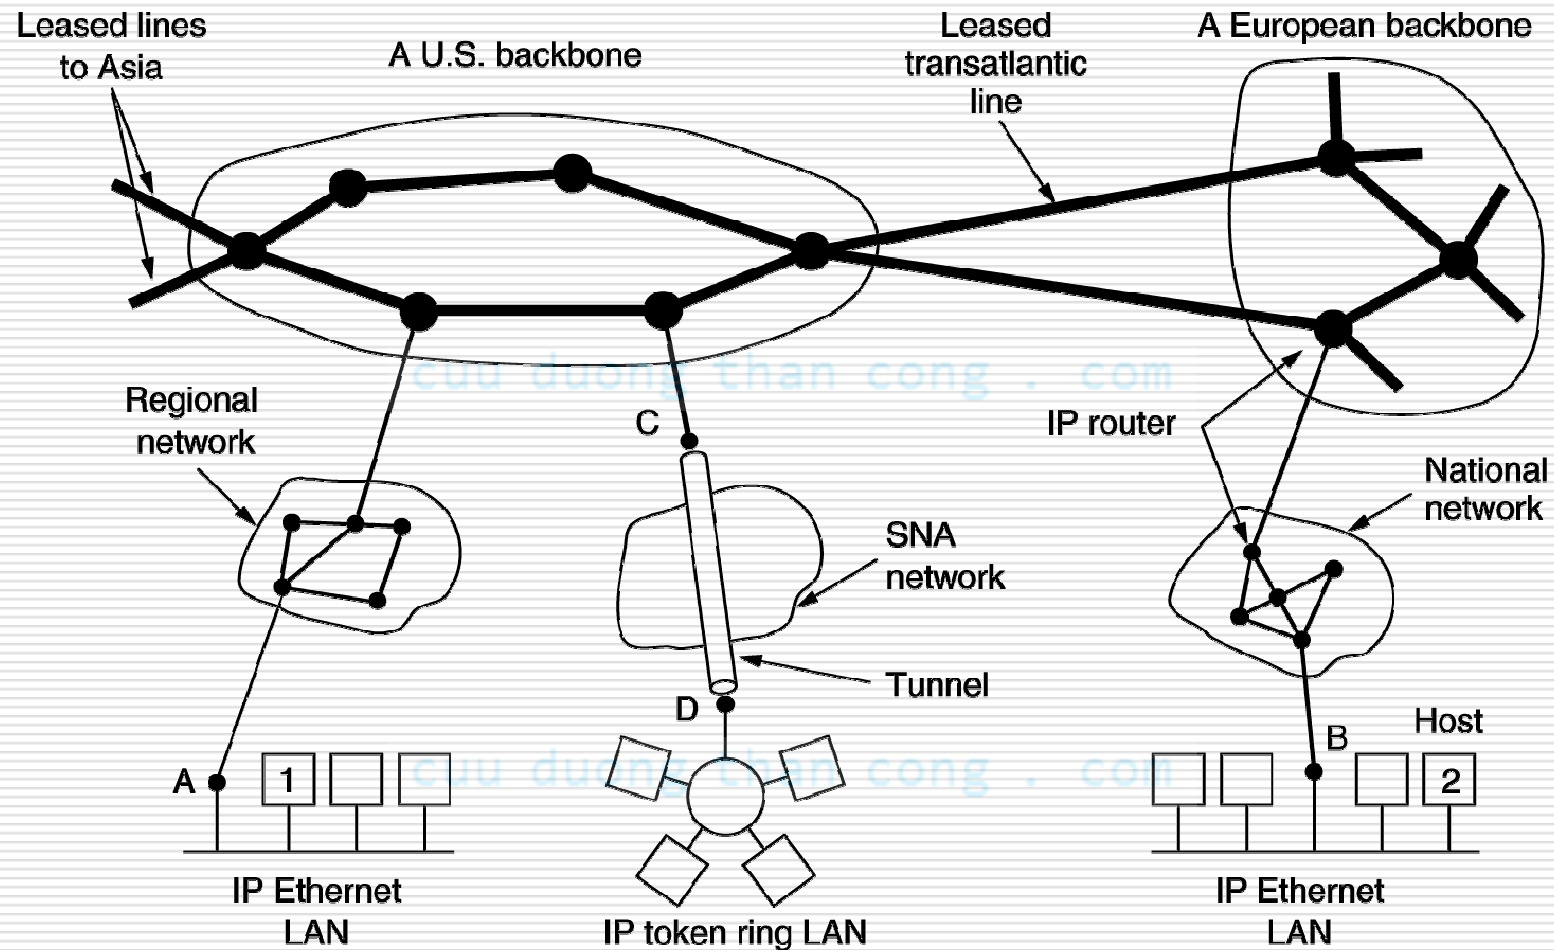 Leased lines
to Asia
A U.S. backbone
Leased
transatlantic
line
A European backbone
cuu duong than cong . com
Regional
network
C
IP router
National
network
SNA
network
Tunnel
D
Host
B
A
1
2
cuu duong than cong . com
IP Ethernet
LAN
IP token ring LAN
IP Ethernet
LAN